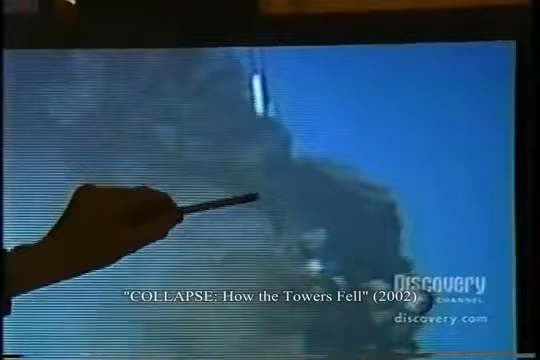 Discovery
CHANNEL
"COLLAPSE: How the Towers Fell" (2002)
discovery.com